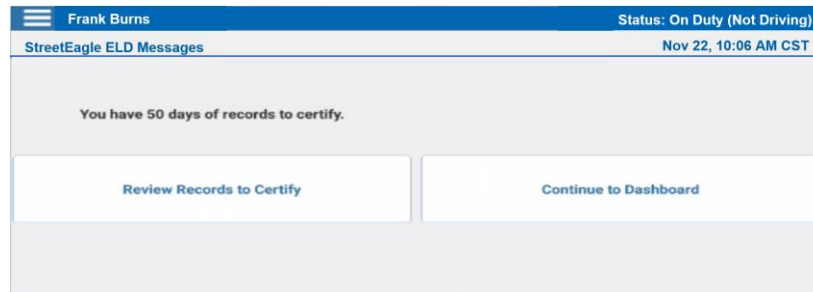 Frank Burns Status: On Duty (Not Driving)
StreetEagle ELD Messages Nov 22, 10:06 AM CST
You have 50 days of records to certify.
Review Records to Certify Continue to Dashboard